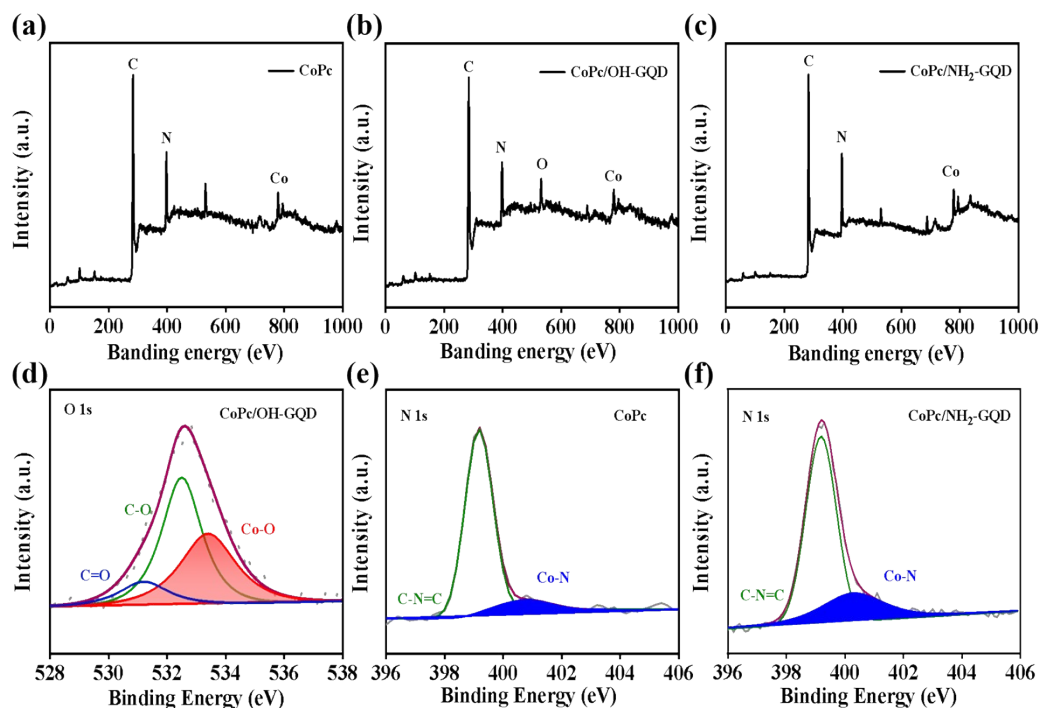 (a)
CoPc
C
N
Co
Intensity (a.u.)
0 200 400 600 800 1000
Banding energy (eV)
(b)
CoPc/OH-GQD
C
N
O
Co
Intensity (a.u.)
0 200 400 600 800 1000
Banding energy (eV)
(c)
CoPc/NH₂-GQD
C
N
Co
Intensity (a.u.)
0 200 400 600 800 1000
Banding energy (eV)
(d)
O 1s
CoPc/OH-GQD
C-O
Co-O
C=O
Intensity (a.u.)
528 530 532 534 536 538
Binding Energy (eV)
(e)
N 1s
CoPc
Co-N
C-N=C
Intensity (a.u.)
396 398 400 402 404 406
Binding Energy (eV)
(f)
N 1s
CoPc/NH₂-GQD
Co-N
C-N=C
Intensity (a.u.)
396 398 400 402 404 406
Binding Energy (eV)